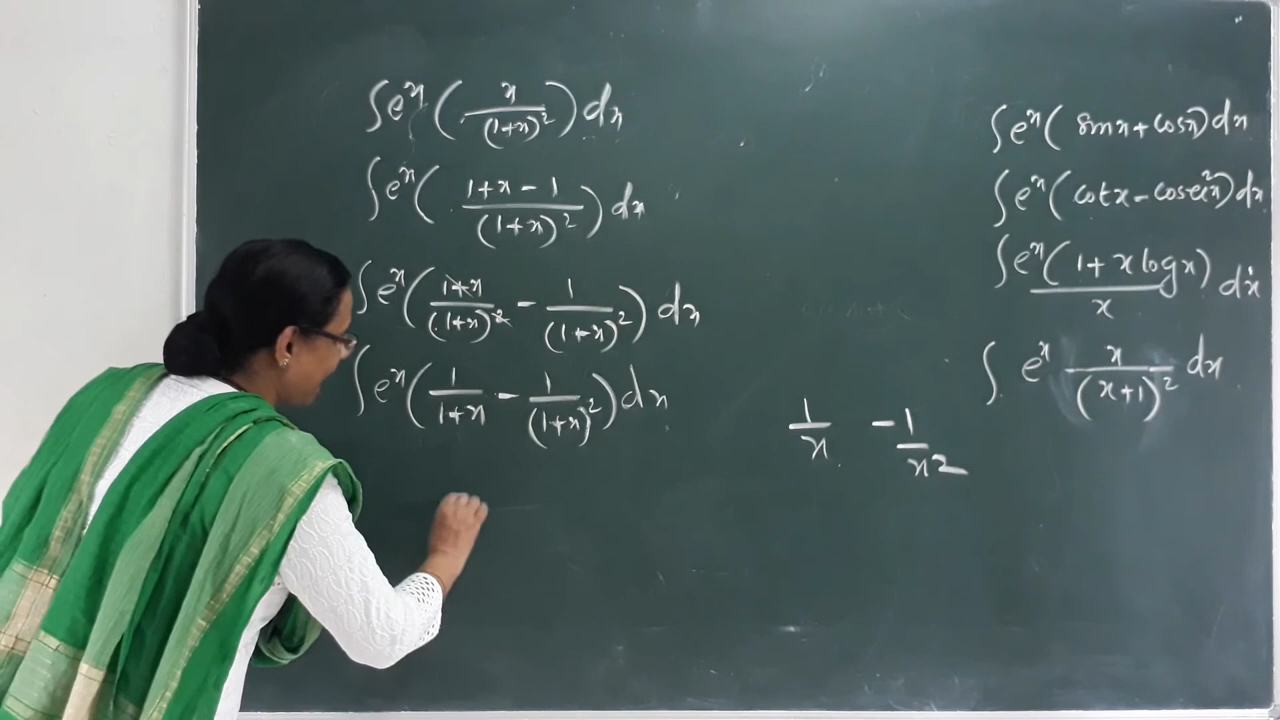 ∫eˣ( x/(1+x)² )dx
∫eˣ( (1+x-1)/(1+x)² )dx
∫eˣ( (1+x)/(1+x)² - 1/(1+x)² )dx
∫eˣ( 1/(1+x) - 1/(1+x)² )dx
1/x -1/x²
∫eˣ( sinx+cosx)dx
∫eˣ(cotx-cosec²x)dx
∫ eˣ(1+x logx)/x dx
∫ eˣ x/(x+1)² dx